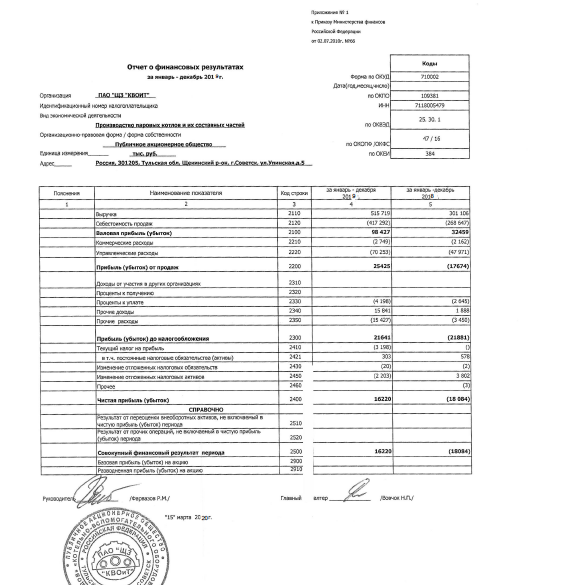 Приложение № 1
к Приказу Министерства финансов
Российской Федерации
от 02.07.2010г. №66
Отчет о финансовых результатах
за январь - декабрь 2019г.
Коды
Форма по ОКУД 710002
Дата(год,месяц,число)
Организация ПАО "ЩЗ "КВОИТ" по ОКПО 109381
Идентификационный номер налогоплательщика ИНН 7118005479
Вид экономической деятельности
Производство паровых котлов и их составных частей по ОКВЭД 25. 30. 1
Организационно-правовая форма / форма собственности
Публичное акционерное общество по ОКОПФ /ОКФС 47 / 16
Единица измерения тыс, руб, по ОКЕИ 384
Адрес Россия, 301205, Тульская обл. Щекинский р-он, г.Советск, ул.Упинская,д.5
Пояснения Наименование показателя Код строки за январь - декабря 2019 за январь -декабрь 2018
1 2 3 4 5
Выручка 2110 515 719 301 106
Себестоимость продаж 2120 (417 292) (268 647)
Валовая прибыль (убыток) 2100 98 427 32459
Коммерческие расходы 2210 (2 749) (2 162)
Управленческие расходы 2220 (70 253) (47 971)
Прибыль (убыток) от продаж 2200 25425 (17674)
Доходы от участия в других организациях 2310
Проценты к получению 2320
Проценты к уплате 2330 (4 198) (2 645)
Прочие доходы 2340 15 841 1 888
Прочие расходы 2350 (15 427) (3 450)
Прибыль (убыток) до налогообложения 2300 21641 (21881)
Текущий налог на прибыль 2410 (3 198) ()
в т.ч. постоянные налоговые обязательства (активы) 2421 303 578
Изменение отложенных налоговых обязательств 2430 (20) (2)
Изменение отложенных налоговых активов 2450 (2 203) 3 802
Прочее 2460 (3)
Чистая прибыль (убыток) 2400 16220 (18 084)
СПРАВОЧНО
Результат от переоценки внеоборотных активов, не включаемый в
чистую прибыль (убыток) периода 2510
Результат от прочих операций, не включаемый в чистую прибыль
(убыток) периода 2520
Совокупный финансовый результат периода 2500 16220 (18084)
Базовая прибыль (убыток) на акцию 2900
Разводненная прибыль (убыток) на акцию 2910
Руководитель /Фарвазов Р.М./ Главный /Вовчок Н.П./
"15" марта 2020г.
ПУБЛИЧНОЕ АКЦИОНЕРНОЕ ОБЩЕСТВО
РОССИЙСКАЯ ФЕДЕРАЦИЯ
ПАО "ЩЗ
"КВОиТ"